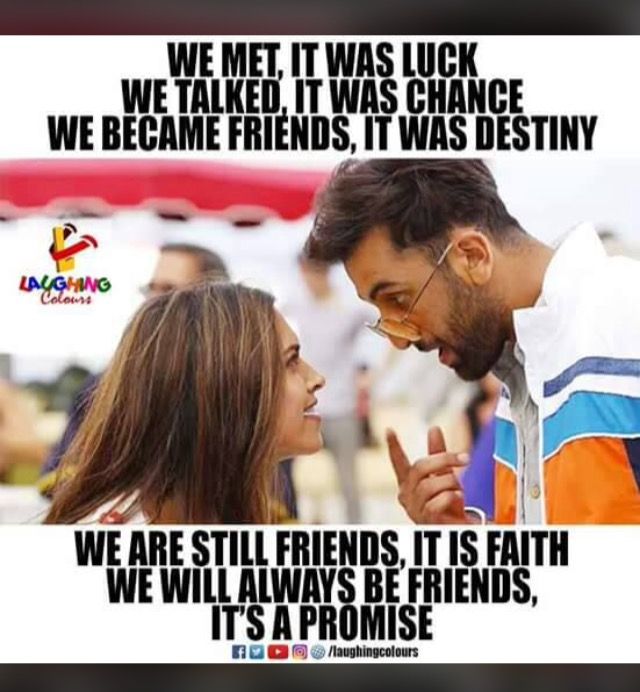 WE MET, IT WAS LUCK
WE TALKED, IT WAS CHANCE
WE BECAME FRIENDS, IT WAS DESTINY
LAUGHING
Colours
WE ARE STILL FRIENDS, IT IS FAITH
WE WILL ALWAYS BE FRIENDS,
IT'S A PROMISE
/laughingcolours